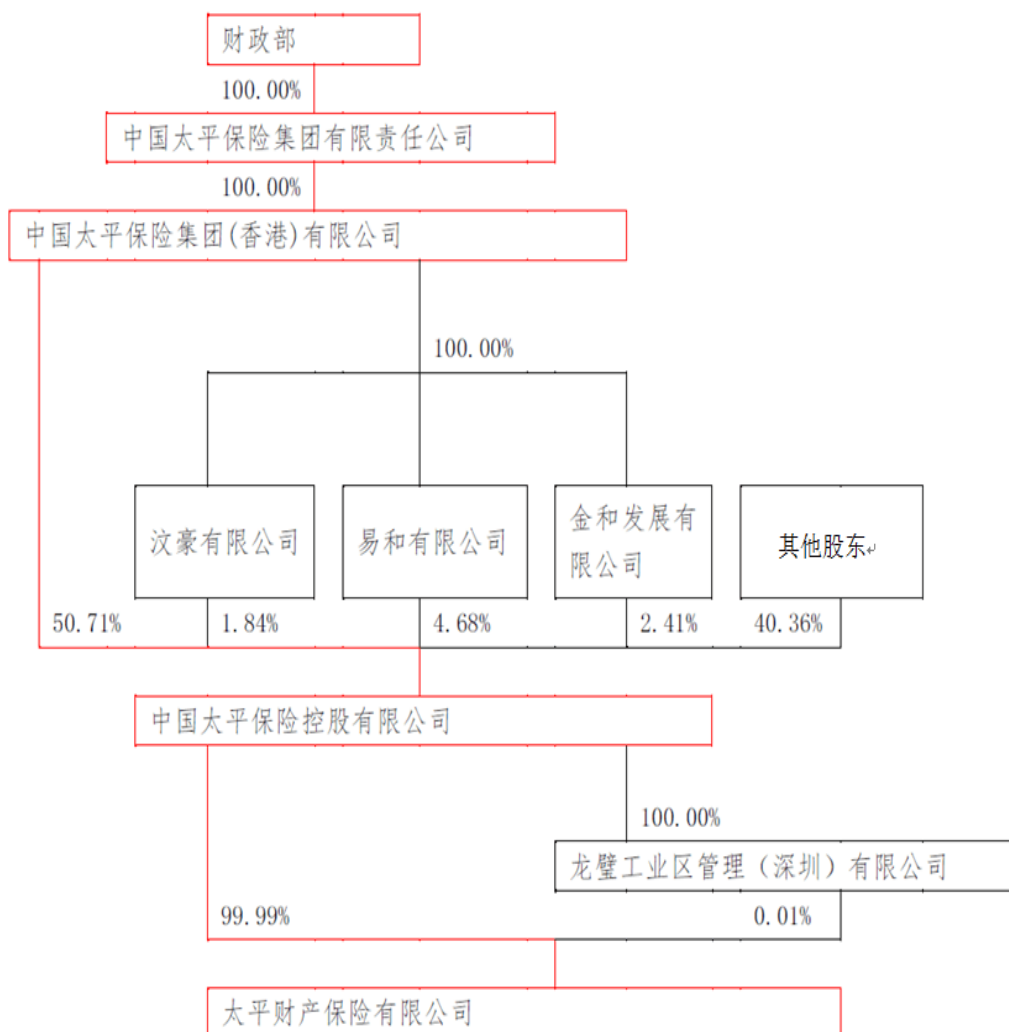 财政部
100.00%
中国太平保险集团有限责任公司
100.00%
中国太平保险集团(香港)有限公司
100.00%
汶豪有限公司
易和有限公司
金和发展有
限公司
其他股东
50.71%
1.84%
4.68%
2.41%
40.36%
中国太平保险控股有限公司
100.00%
龙璧工业区管理（深圳）有限公司
99.99%
0.01%
太平财产保险有限公司